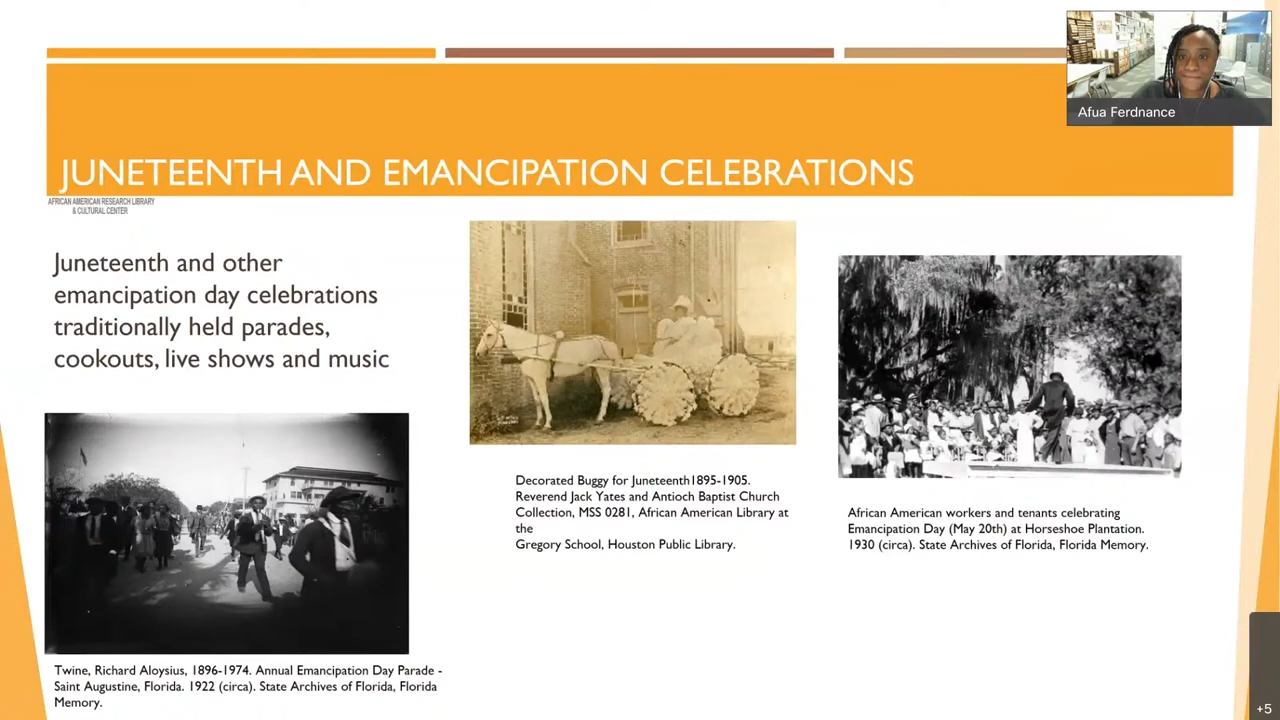 Afua Ferdnance
JUNETEENTH AND EMANCIPATION CELEBRATIONS
AFRICAN AMERICAN RESEARCH LIBRARY
& CULTURAL CENTER
Juneteenth and other
emancipation day celebrations
traditionally held parades,
cookouts, live shows and music
Decorated Buggy for Juneteenth1895-1905.
Reverend Jack Yates and Antioch Baptist Church
Collection, MSS 0281, African American Library at
the
Gregory School, Houston Public Library.
African American workers and tenants celebrating
Emancipation Day (May 20th) at Horseshoe Plantation.
1930 (circa). State Archives of Florida, Florida Memory.
Twine, Richard Aloysius, 1896-1974. Annual Emancipation Day Parade -
Saint Augustine, Florida. 1922 (circa). State Archives of Florida, Florida
Memory.
+5